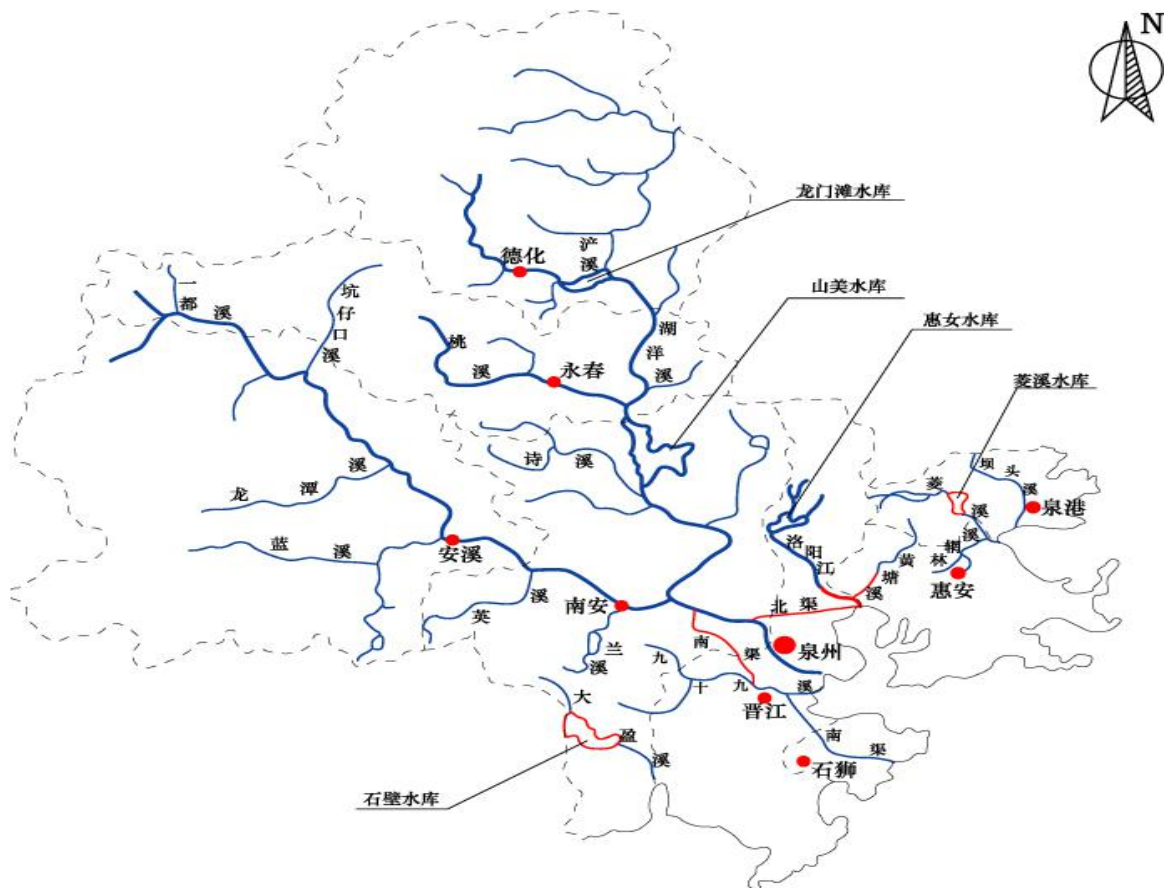 N
龙门滩水库
浐溪
德化
山美水库
一都溪
坑仔口溪
湖洋溪
惠女水库
桃溪
永春
菱溪水库
诗溪
坝头溪
泉港
龙潭溪
菱溪
洛阳江
蓝溪
安溪
黄塘溪
林辋溪
惠安
英溪
南安
北渠
兰溪
南渠
泉州
九十九溪
晋江
大盈溪
南渠
石狮
石壁水库